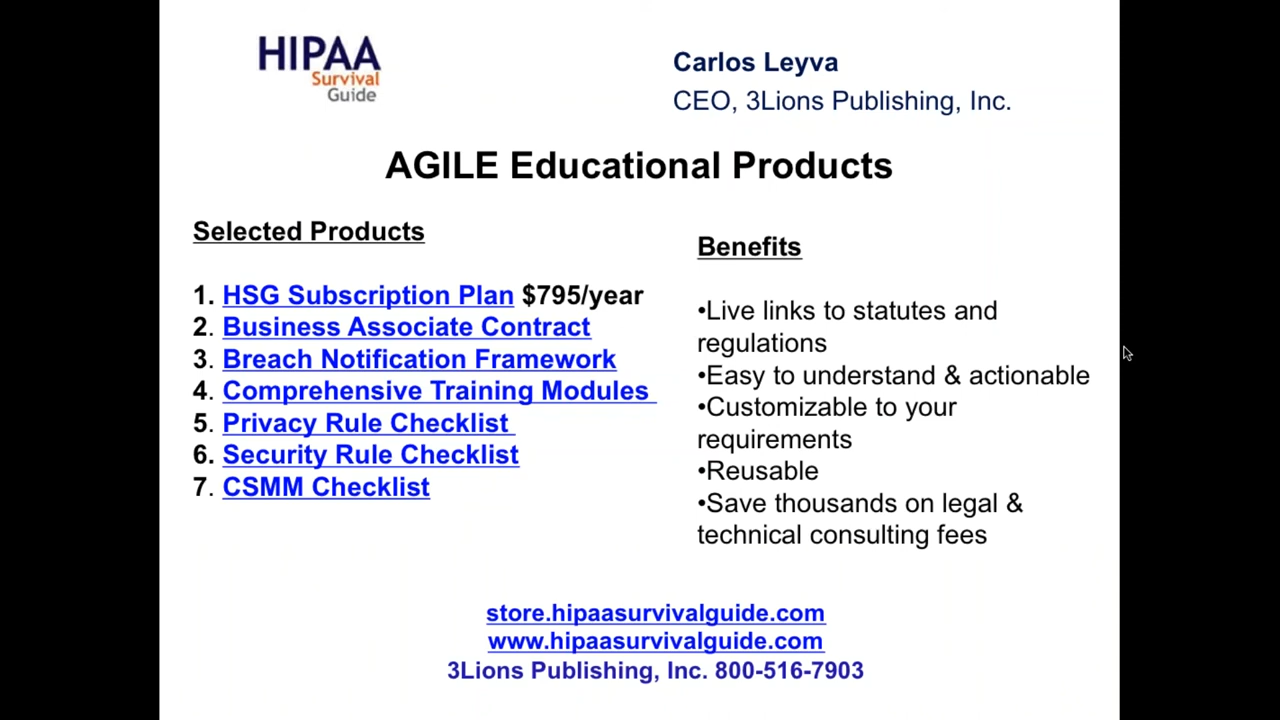 HIPAA
Survival
Guide
Carlos Leyva
CEO, 3Lions Publishing, Inc.
AGILE Educational Products
Selected Products
1. HSG Subscription Plan $795/year
2. Business Associate Contract
3. Breach Notification Framework
4. Comprehensive Training Modules
5. Privacy Rule Checklist
6. Security Rule Checklist
7. CSMM Checklist
Benefits
•Live links to statutes and
regulations
•Easy to understand & actionable
•Customizable to your
requirements
•Reusable
•Save thousands on legal &
technical consulting fees
store.hipaasurvivalguide.com
www.hipaasurvivalguide.com
3Lions Publishing, Inc. 800-516-7903